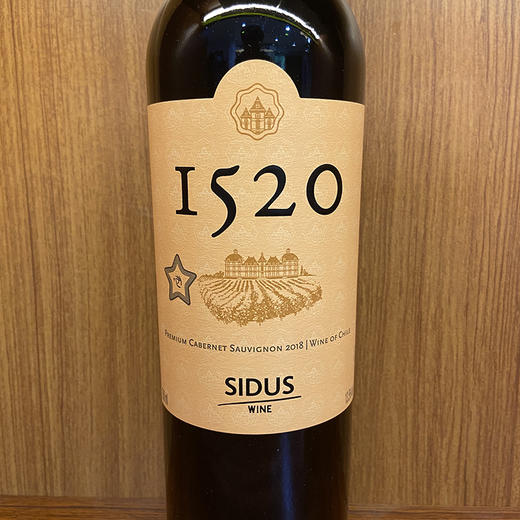 1520
PREMIUM CABERNET SAUVIGNON 2018 | WINE OF CHILE
SIDUS
WINE